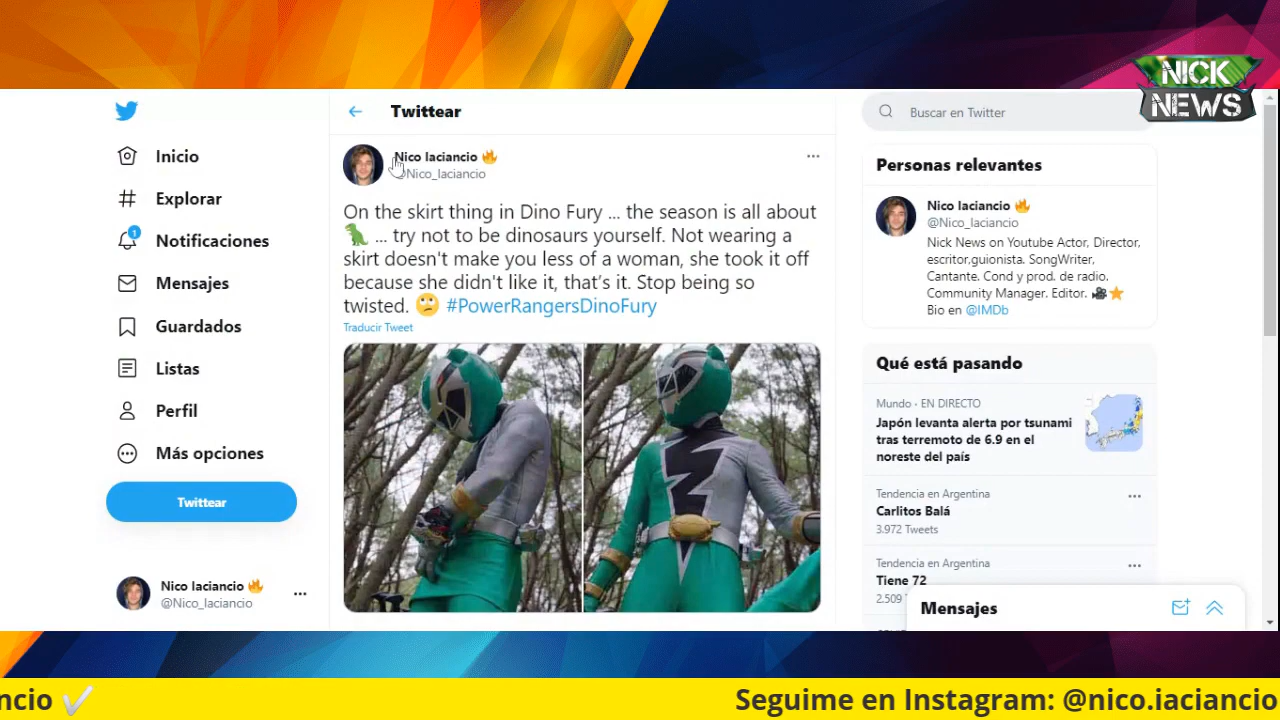 NICK
NEWS
Inicio
Explorar
1
Notificaciones
Mensajes
Guardados
Listas
Perfil
Más opciones
Twittear
Nico Iaciancio 🔥
@Nico_Iaciancio
Twittear
Nico Iaciancio 🔥
@Nico_Iaciancio
On the skirt thing in Dino Fury ... the season is all about
🦖 ... try not to be dinosaurs yourself. Not wearing a
skirt doesn't make you less of a woman, she took it off
because she didn't like it, that's it. Stop being so
twisted. 🙄 #PowerRangersDinoFury
Traducir Tweet
Buscar en Twitter
Personas relevantes
Nico Iaciancio 🔥
@Nico_Iaciancio
Nick News on Youtube Actor, Director,
escritor,guionista. SongWriter,
Cantante. Cond y prod. de radio.
Community Manager. Editor. 🎥⭐
Bio en @IMDb
Qué está pasando
Mundo · EN DIRECTO
Japón levanta alerta por tsunami
tras terremoto de 6.9 en el
noreste del país
Tendencia en Argentina
Carlitos Balá
3.972 Tweets
Tendencia en Argentina
Tiene 72
2.509
Mensajes
ncio ✔
Seguime en Instagram: @nico.iaciancio